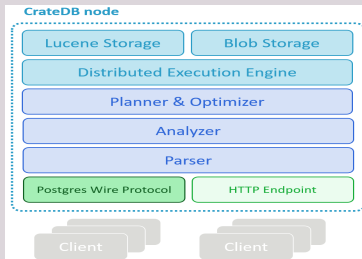 CrateDB node
Lucene Storage Blob Storage
Distributed Execution Engine
Planner & Optimizer
Analyzer
Parser
Postgres Wire Protocol HTTP Endpoint
Client Client